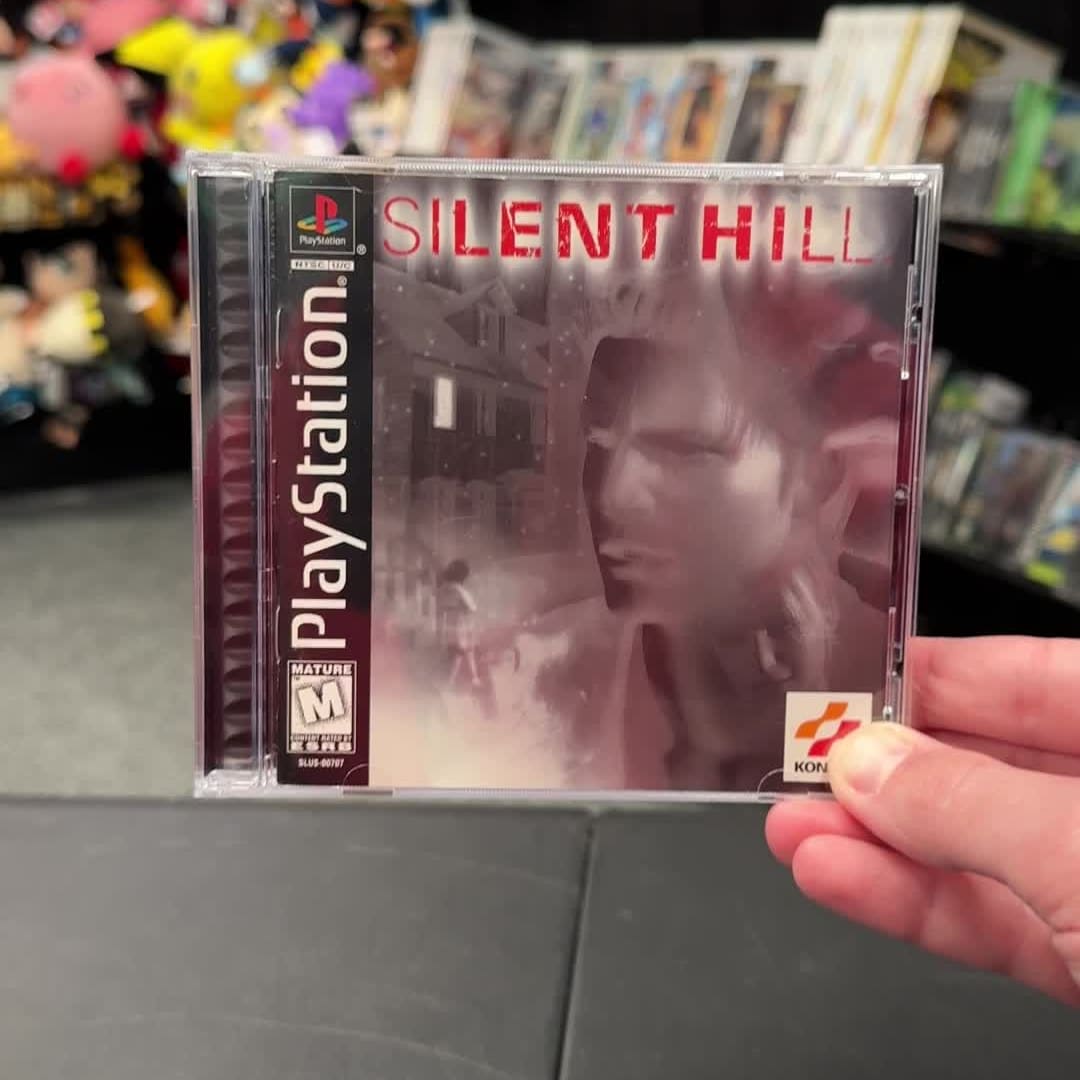 PlayStation
®
NTSC U/C
PlayStation®
MATURE
M
CONTENT RATED BY
ESRB
SLUS-00707
SILENT HILL
KON